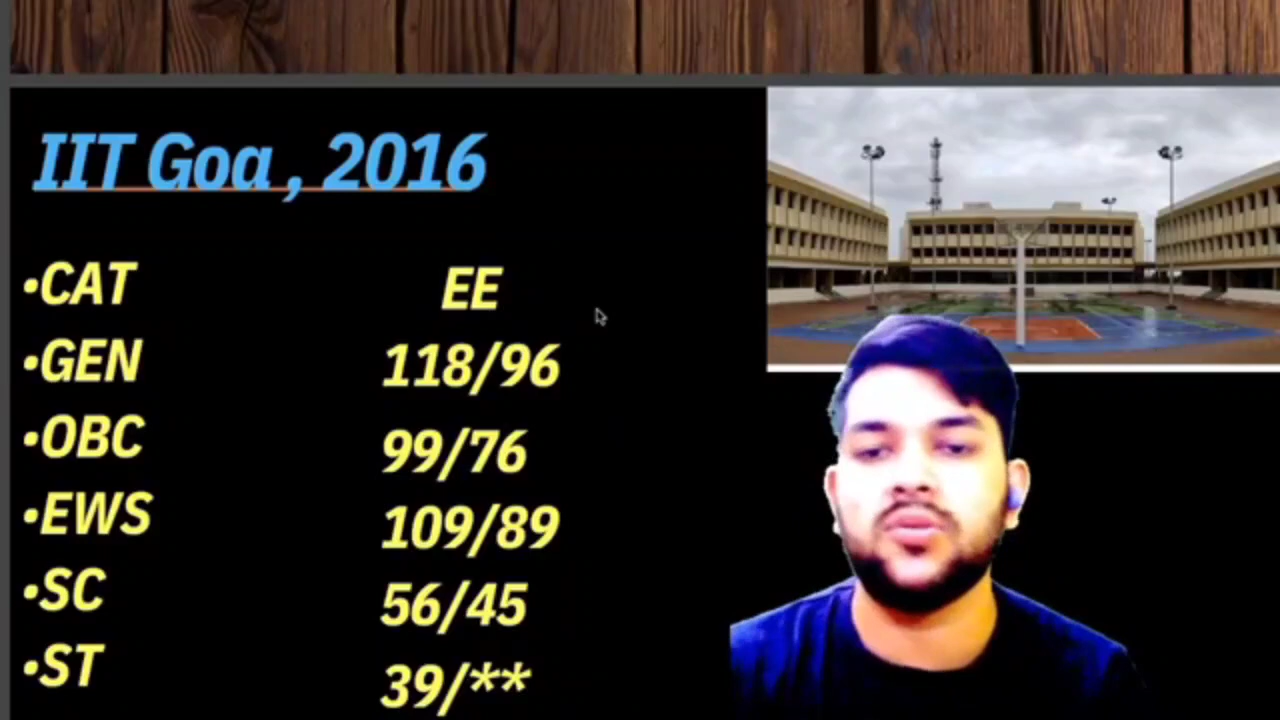 IIT Goa , 2016
•CAT EE
•GEN 118/96
•OBC 99/76
•EWS 109/89
•SC 56/45
•ST 39/**